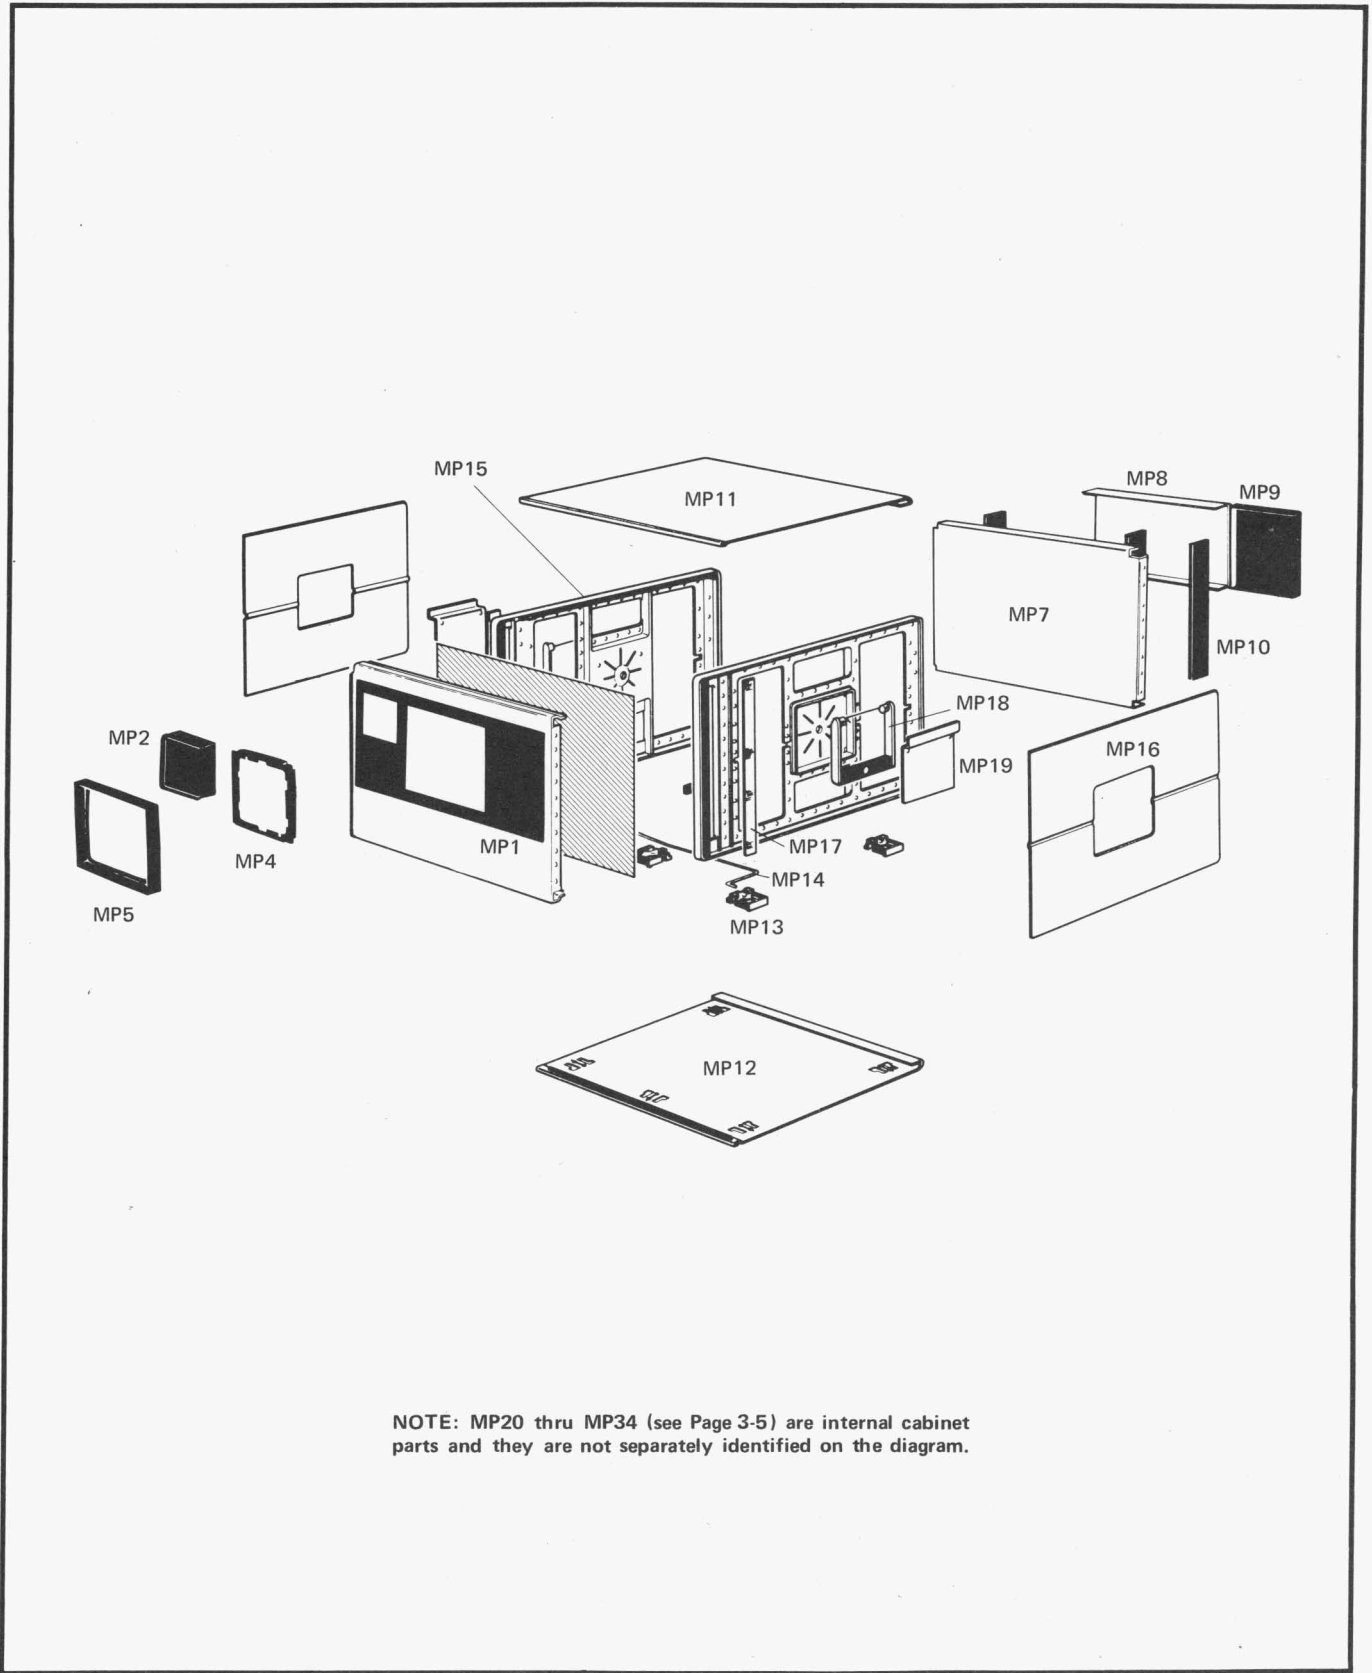 MP15
MP11
MP8
MP9
MP7
MP10
MP18
MP2
MP16
MP19
MP1
MP17
MP4
MP14
MP5
MP13
MP12
NOTE: MP20 thru MP34 (see Page 3-5) are internal cabinet
parts and they are not separately identified on the diagram.